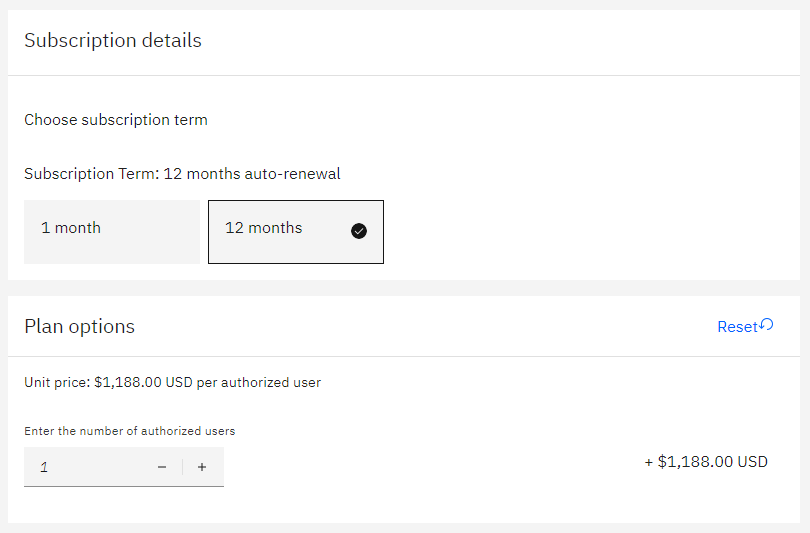 Subscription details
Choose subscription term
Subscription Term: 12 months auto-renewal
1 month
12 months
Plan options
Reset
Unit price: $1,188.00 USD per authorized user
Enter the number of authorized users
1
+ $1,188.00 USD